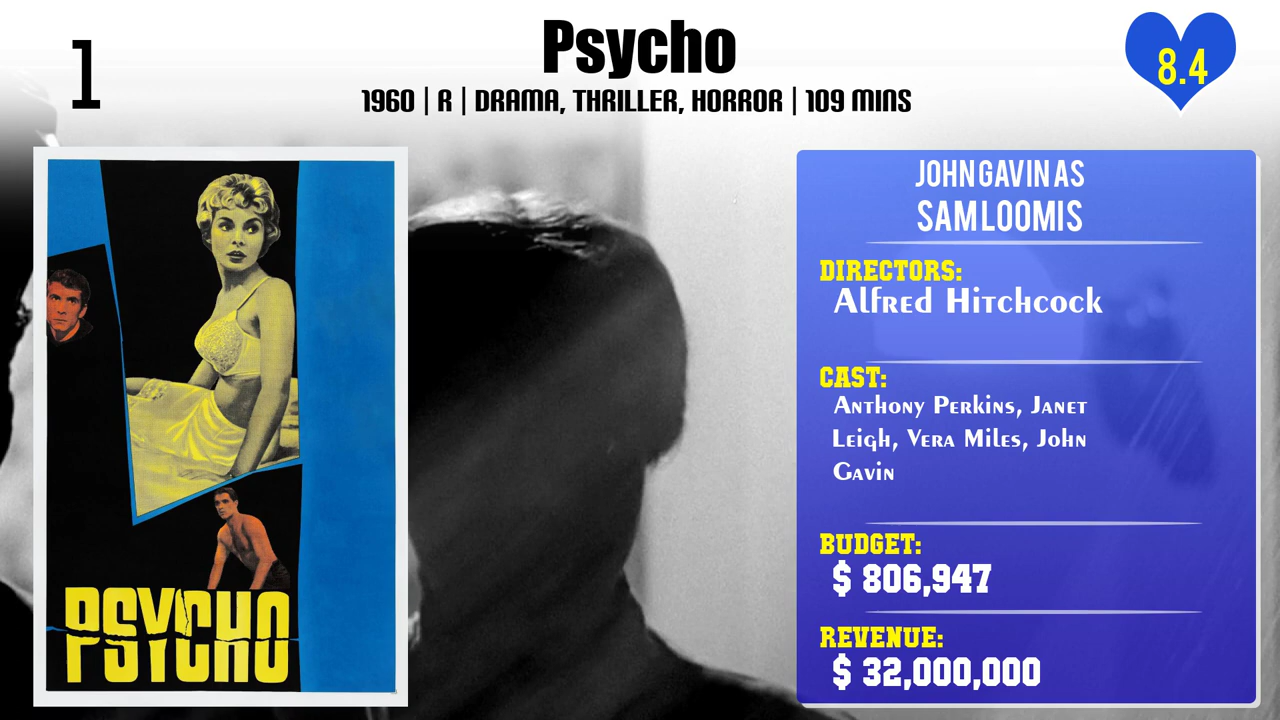 1
Psycho
1960 | R | DRAMA, THRILLER, HORROR | 109 MINS
8.4
PSYCHO
JOHN GAVIN AS
SAM LOOMIS
DIRECTORS:
Alfred Hitchcock
CAST:
Anthony Perkins, Janet
Leigh, Vera Miles, John
Gavin
BUDGET:
$ 806,947
REVENUE:
$ 32,000,000